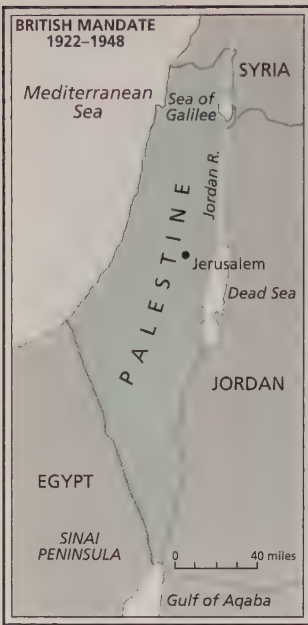 BRITISH MANDATE
1922–1948
SYRIA
Mediterranean
Sea
Sea of
Galilee
Jordan R.
PALESTINE
Jerusalem
Dead Sea
JORDAN
EGYPT
SINAI
PENINSULA
0 40 miles
Gulf of Aqaba